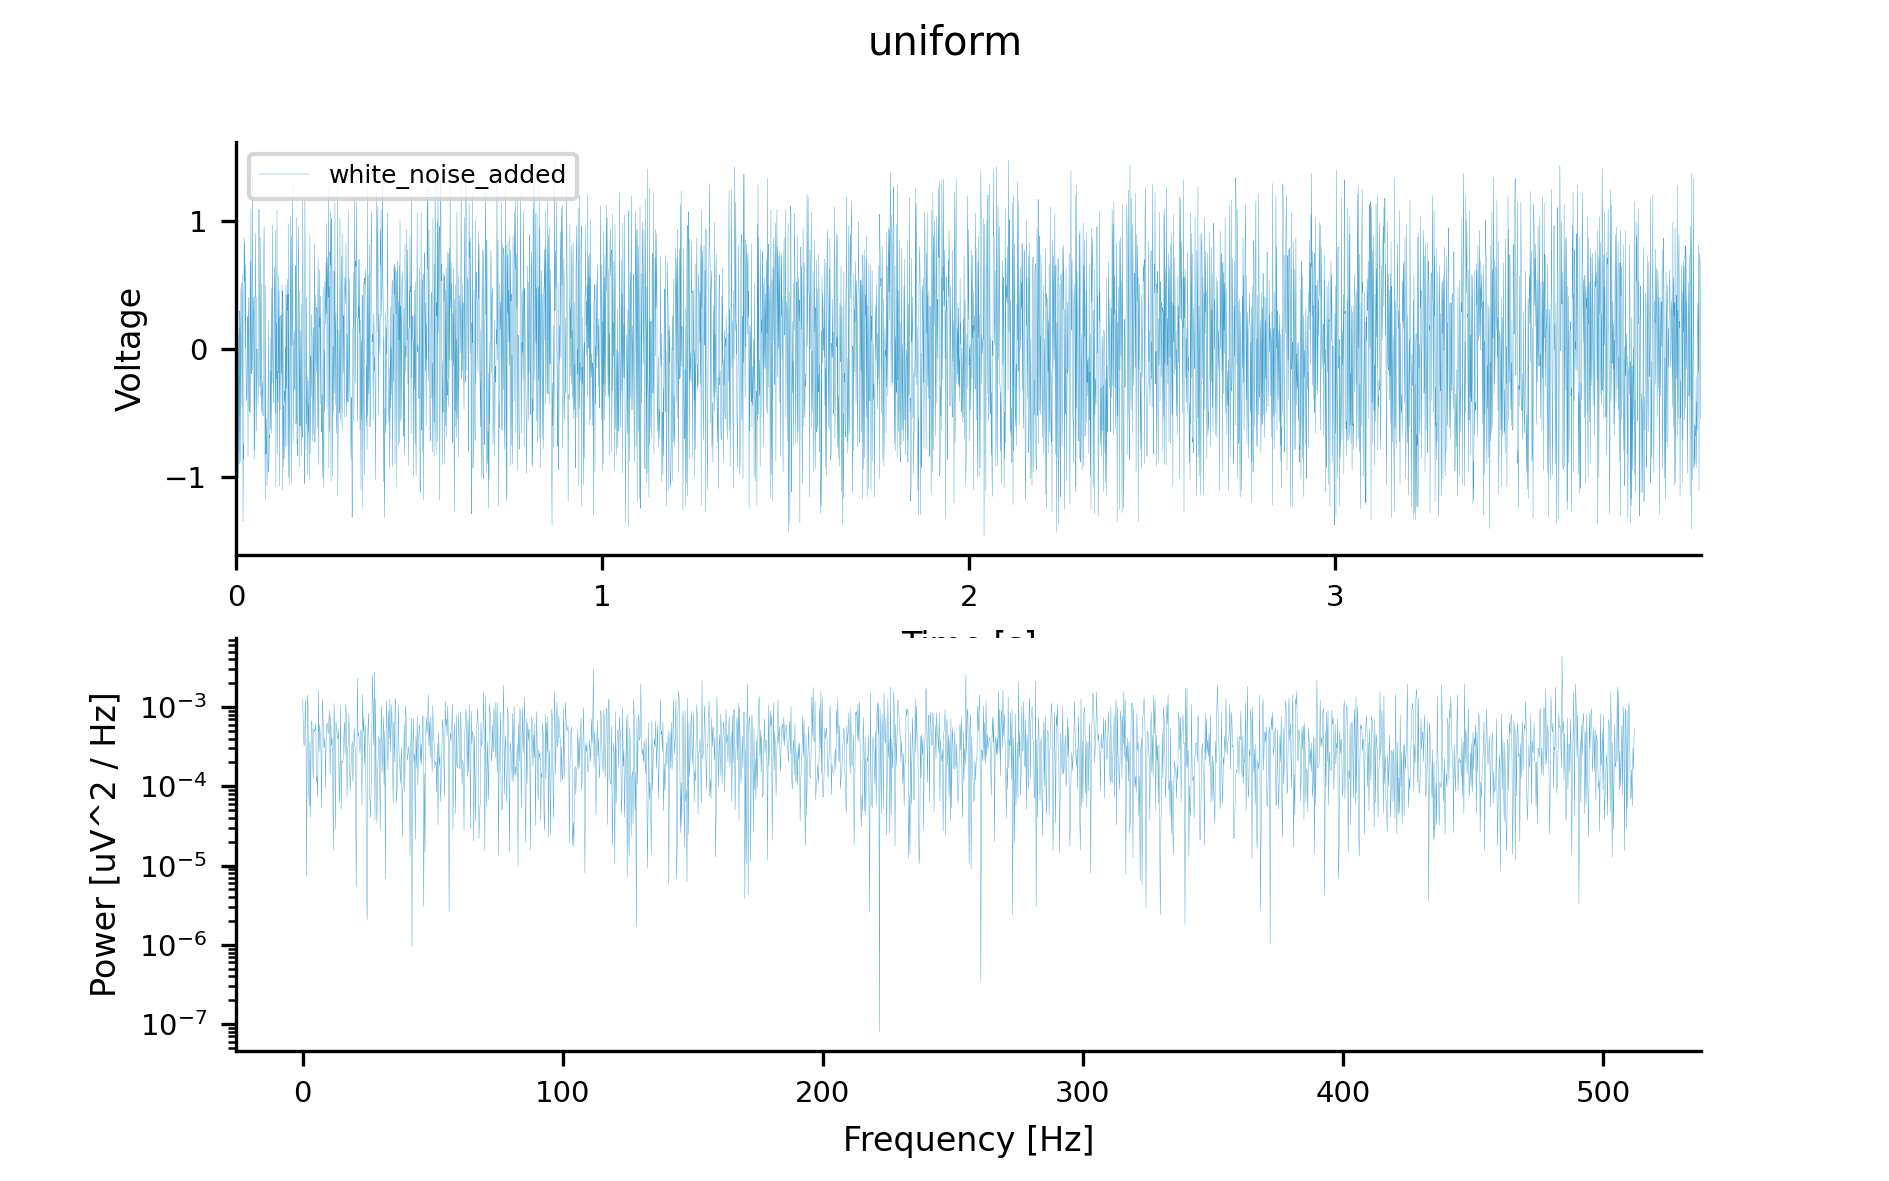 uniform
white_noise_added
Voltage
1
0
−1
0 1 2 3
Time [s]
Power [uV^2 / Hz]
10⁻³
10⁻⁴
10⁻⁵
10⁻⁶
10⁻⁷
0 100 200 300 400 500
Frequency [Hz]